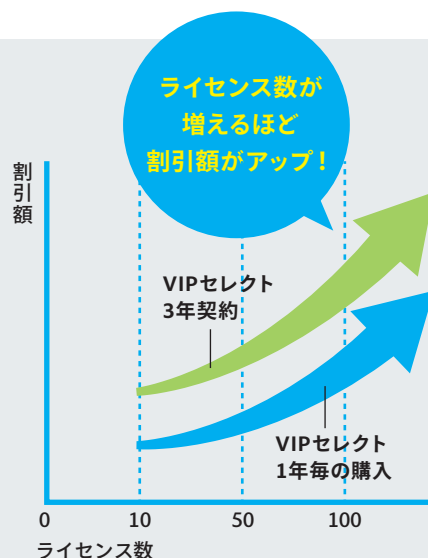 ライセンス数が
増えるほど
割引額がアップ！
割引額
VIPセレクト
3年契約
VIPセレクト
1年毎の購入
0 10 50 100
ライセンス数